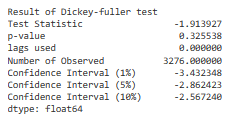 Result of Dickey-fuller test
Test Statistic -1.913927
p-value 0.325538
lags used 0.000000
Number of Observed 3276.000000
Confidence Interval (1%) -3.432348
Confidence Interval (5%) -2.862423
Confidence Interval (10%) -2.567240
dtype: float64